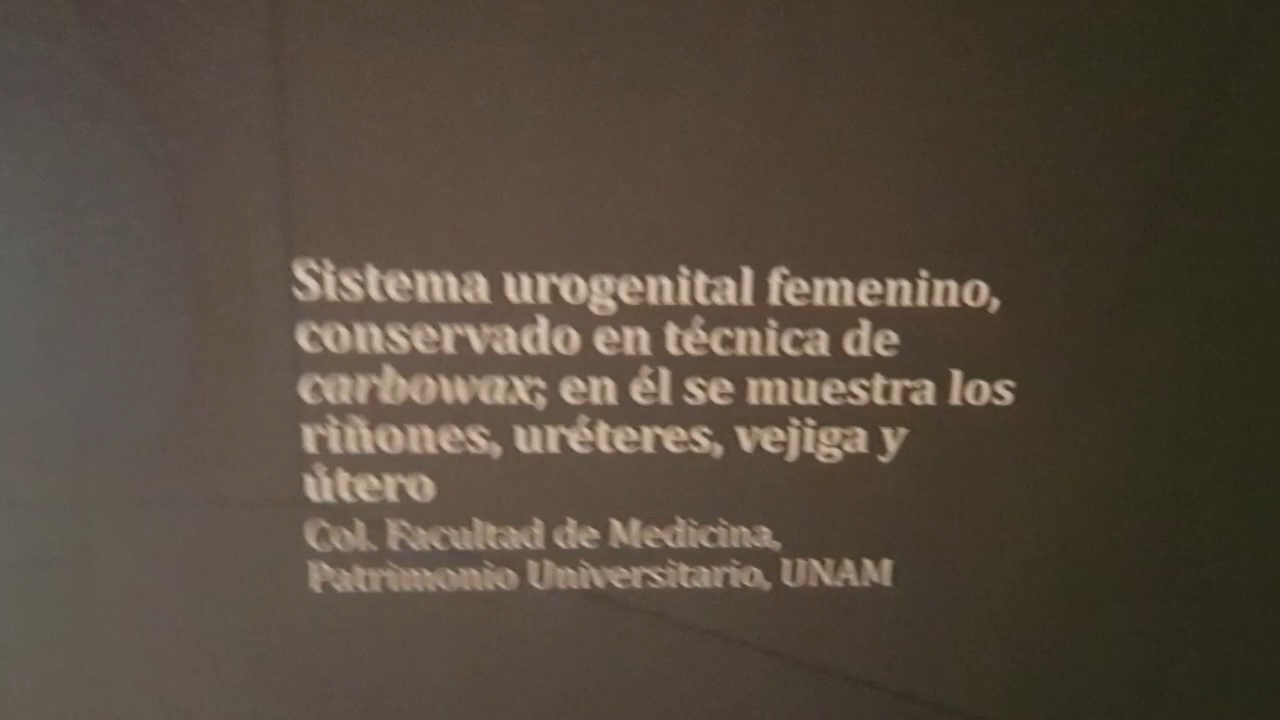 Sistema urogenital femenino,
conservado en técnica de
carbowax; en él se muestra los
riñones, uréteres, vejiga y
útero
Col. Facultad de Medicina,
Patrimonio Universitario, UNAM